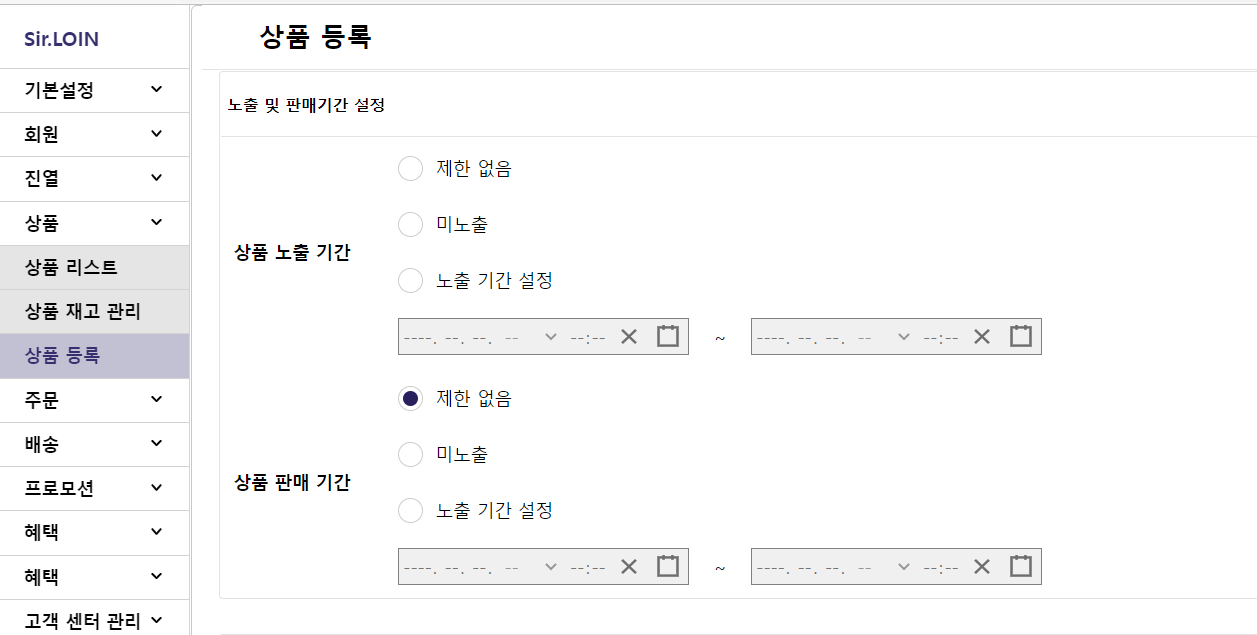 Sir.LOIN
기본설정
회원
진열
상품
상품 리스트
상품 재고 관리
상품 등록
주문
배송
프로모션
혜택
혜택
고객 센터 관리
상품 등록
노출 및 판매기간 설정
상품 노출 기간
제한 없음
미노출
노출 기간 설정
----. --. --. -- --:-- ~ ----. --. --. -- --:--
상품 판매 기간
제한 없음
미노출
노출 기간 설정
----. --. --. -- --:-- ~ ----. --. --. -- --:--